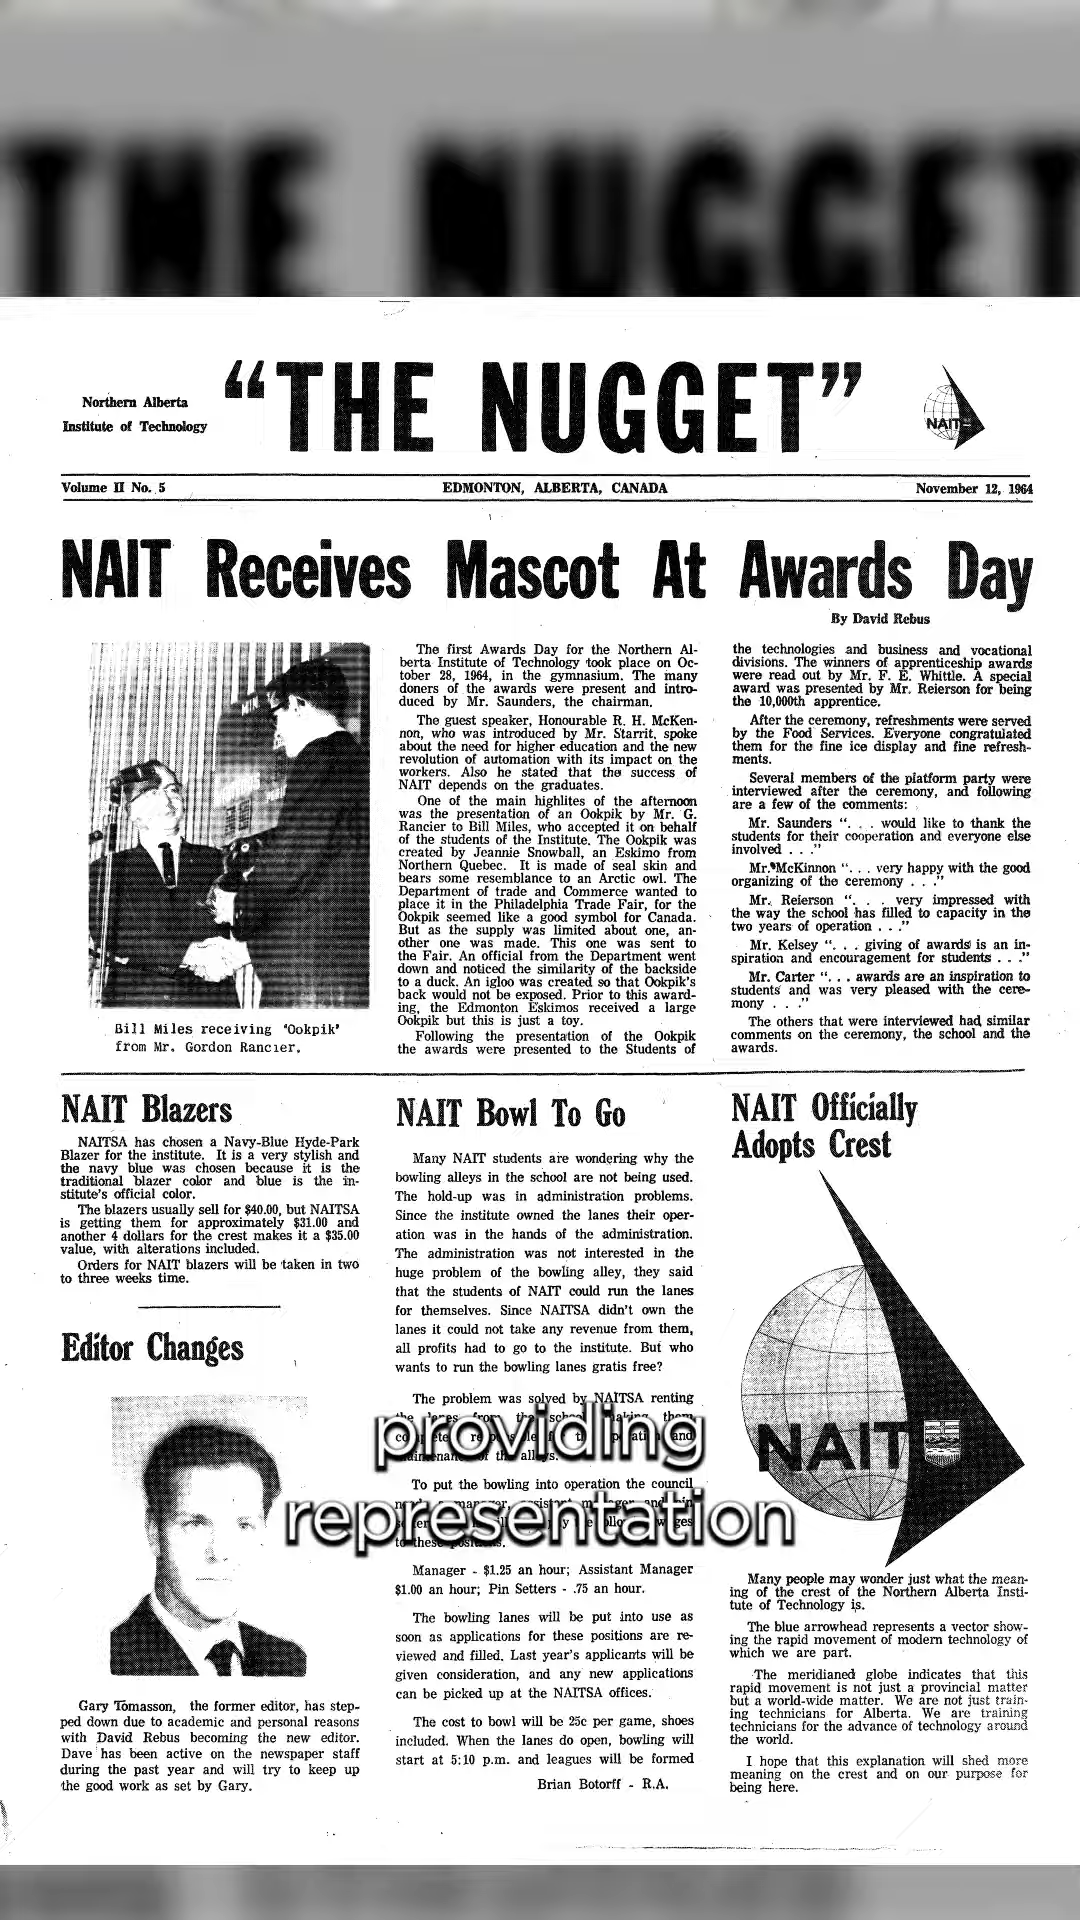 THE NUGGET
Northern Alberta
Institute of Technology
"THE NUGGET"
NAIT
Volume II No. 5
EDMONTON, ALBERTA, CANADA
November 12, 1964
NAIT Receives Mascot At Awards Day
By David Rebus
Bill Miles receiving 'Ookpik'
from Mr. Gordon Rancier.
The first Awards Day for the Northern Al-
berta Institute of Technology took place on Oc-
tober 28, 1964, in the gymnasium. The many
doners of the awards were present and intro-
duced by Mr. Saunders, the chairman.
The guest speaker, Honourable R. H. McKen-
non, who was introduced by Mr. Starrit, spoke
about the need for higher education and the new
revolution of automation with its impact on the
workers. Also he stated that the success of
NAIT depends on the graduates.
One of the main highlites of the afternoon
was the presentation of an Ookpik by Mr. G.
Rancier to Bill Miles, who accepted it on behalf
of the students of the Institute. The Ookpik was
created by Jeannie Snowball, an Eskimo from
Northern Quebec. It is made of seal skin and
bears some resemblance to an Arctic owl. The
Department of trade and Commerce wanted to
place it in the Philadelphia Trade Fair, for the
Ookpik seemed like a good symbol for Canada.
But as the supply was limited about one, an-
other one was made. This one was sent to
the Fair. An official from the Department went
down and noticed the similarity of the backside
to a duck. An igloo was created so that Ookpik's
back would not be exposed. Prior to this award-
ing, the Edmonton Eskimos received a large
Ookpik but this is just a toy.
Following the presentation of the Ookpik
the awards were presented to the Students of
the technologies and business and vocational
divisions. The winners of apprenticeship awards
were read out by Mr. F. E. Whittle. A special
award was presented by Mr. Reierson for being
the 10,000th apprentice.
After the ceremony, refreshments were served
by the Food Services. Everyone congratulated
them for the fine ice display and fine refresh-
ments.
Several members of the platform party were
interviewed after the ceremony, and following
are a few of the comments:
Mr. Saunders ". . . would like to thank the
students for their cooperation and everyone else
involved . . ."
Mr. McKinnon ". . . very happy with the good
organizing of the ceremony . . ."
Mr. Reierson ". . . very impressed with
the way the school has filled to capacity in the
two years of operation . . ."
Mr. Kelsey ". . . giving of awards is an in-
spiration and encouragement for students . . ."
Mr. Carter ". . . awards are an inspiration to
students and was very pleased with the cere-
mony . . ."
The others that were interviewed had similar
comments on the ceremony, the school and the
awards.
NAIT Blazers
NAITSA has chosen a Navy-Blue Hyde-Park
Blazer for the institute. It is a very stylish and
the navy blue was chosen because it is the
traditional blazer color and blue is the in-
stitute's official color.
The blazers usually sell for $40.00, but NAITSA
is getting them for approximately $31.00 and
another 4 dollars for the crest makes it a $35.00
value, with alterations included.
Orders for NAIT blazers will be taken in two
to three weeks time.
Editor Changes
Gary Tomasson, the former editor, has step-
ped down due to academic and personal reasons
with David Rebus becoming the new editor.
Dave has been active on the newspaper staff
during the past year and will try to keep up
the good work as set by Gary.
NAIT Bowl To Go
Many NAIT students are wondering why the
bowling alleys in the school are not being used.
The hold-up was in administration problems.
Since the institute owned the lanes their oper-
ation was in the hands of the administration.
The administration was not interested in the
huge problem of the bowling alley, they said
that the students of NAIT could run the lanes
for themselves. Since NAITSA didn't own the
lanes it could not take any revenue from them,
all profits had to go to the institute. But who
wants to run the bowling lanes gratis free?
The problem was solved by NAITSA renting
the lanes from the school making them
and
of the alleys.
providing
To put the bowling into operation the council
manager, and
representation
to these positions.
Manager - $1.25 an hour; Assistant Manager
$1.00 an hour; Pin Setters - .75 an hour.
The bowling lanes will be put into use as
soon as applications for these positions are re-
viewed and filled. Last year's applicants will be
given consideration, and any new applications
can be picked up at the NAITSA offices.
The cost to bowl will be 25c per game, shoes
included. When the lanes do open, bowling will
start at 5:10 p.m. and leagues will be formed
Brian Botorff - R.A.
NAIT Officially
Adopts Crest
NAIT
Many people may wonder just what the mean-
ing of the crest of the Northern Alberta Insti-
tute of Technology is.
The blue arrowhead represents a vector show-
ing the rapid movement of modern technology of
which we are part.
The meridianed globe indicates that this
rapid movement is not just a provincial matter
but a world-wide matter. We are not just train-
ing technicians for Alberta. We are training
technicians for the advance of technology around
the world.
I hope that this explanation will shed more
meaning on the crest and on our purpose for
being here.